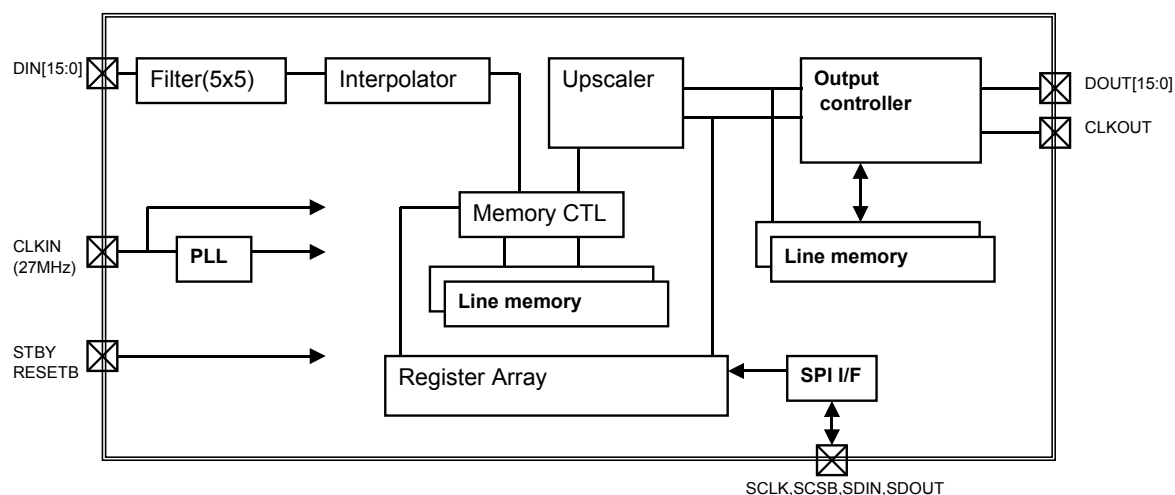 DIN[15:0]
Filter(5x5)
Interpolator
Upscaler
Output
controller
DOUT[15:0]
CLKOUT
Memory CTL
CLKIN
(27MHz)
PLL
Line memory
Line memory
STBY
RESETB
Register Array
SPI I/F
SCLK,SCSB,SDIN,SDOUT